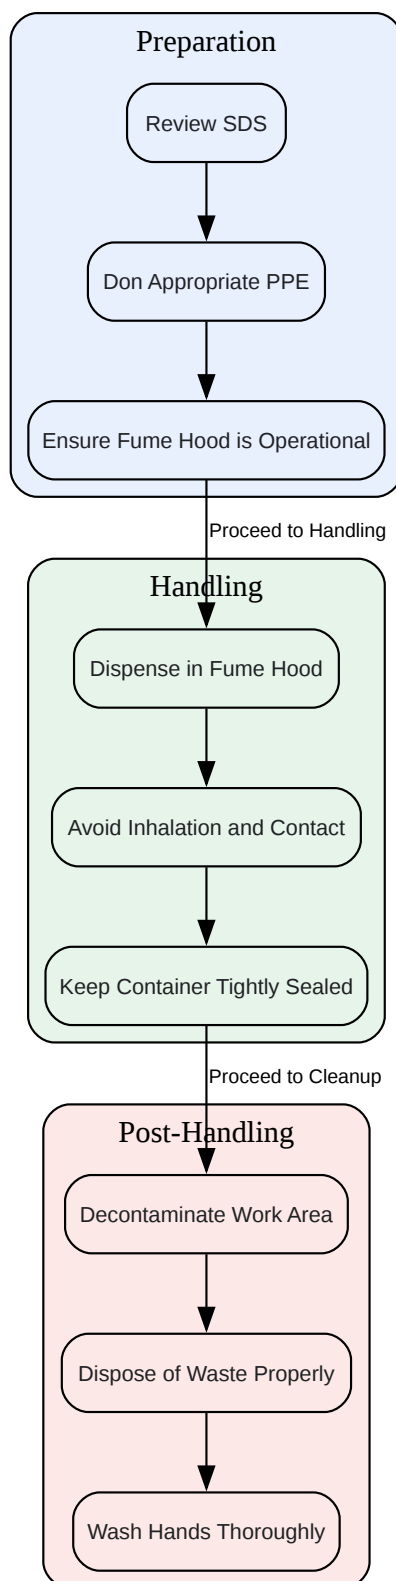 Preparation
Review SDS
Don Appropriate PPE
Ensure Fume Hood is Operational
Proceed to Handling
Handling
Dispense in Fume Hood
Avoid Inhalation and Contact
Keep Container Tightly Sealed
Proceed to Cleanup
Post-Handling
Decontaminate Work Area
Dispose of Waste Properly
Wash Hands Thoroughly